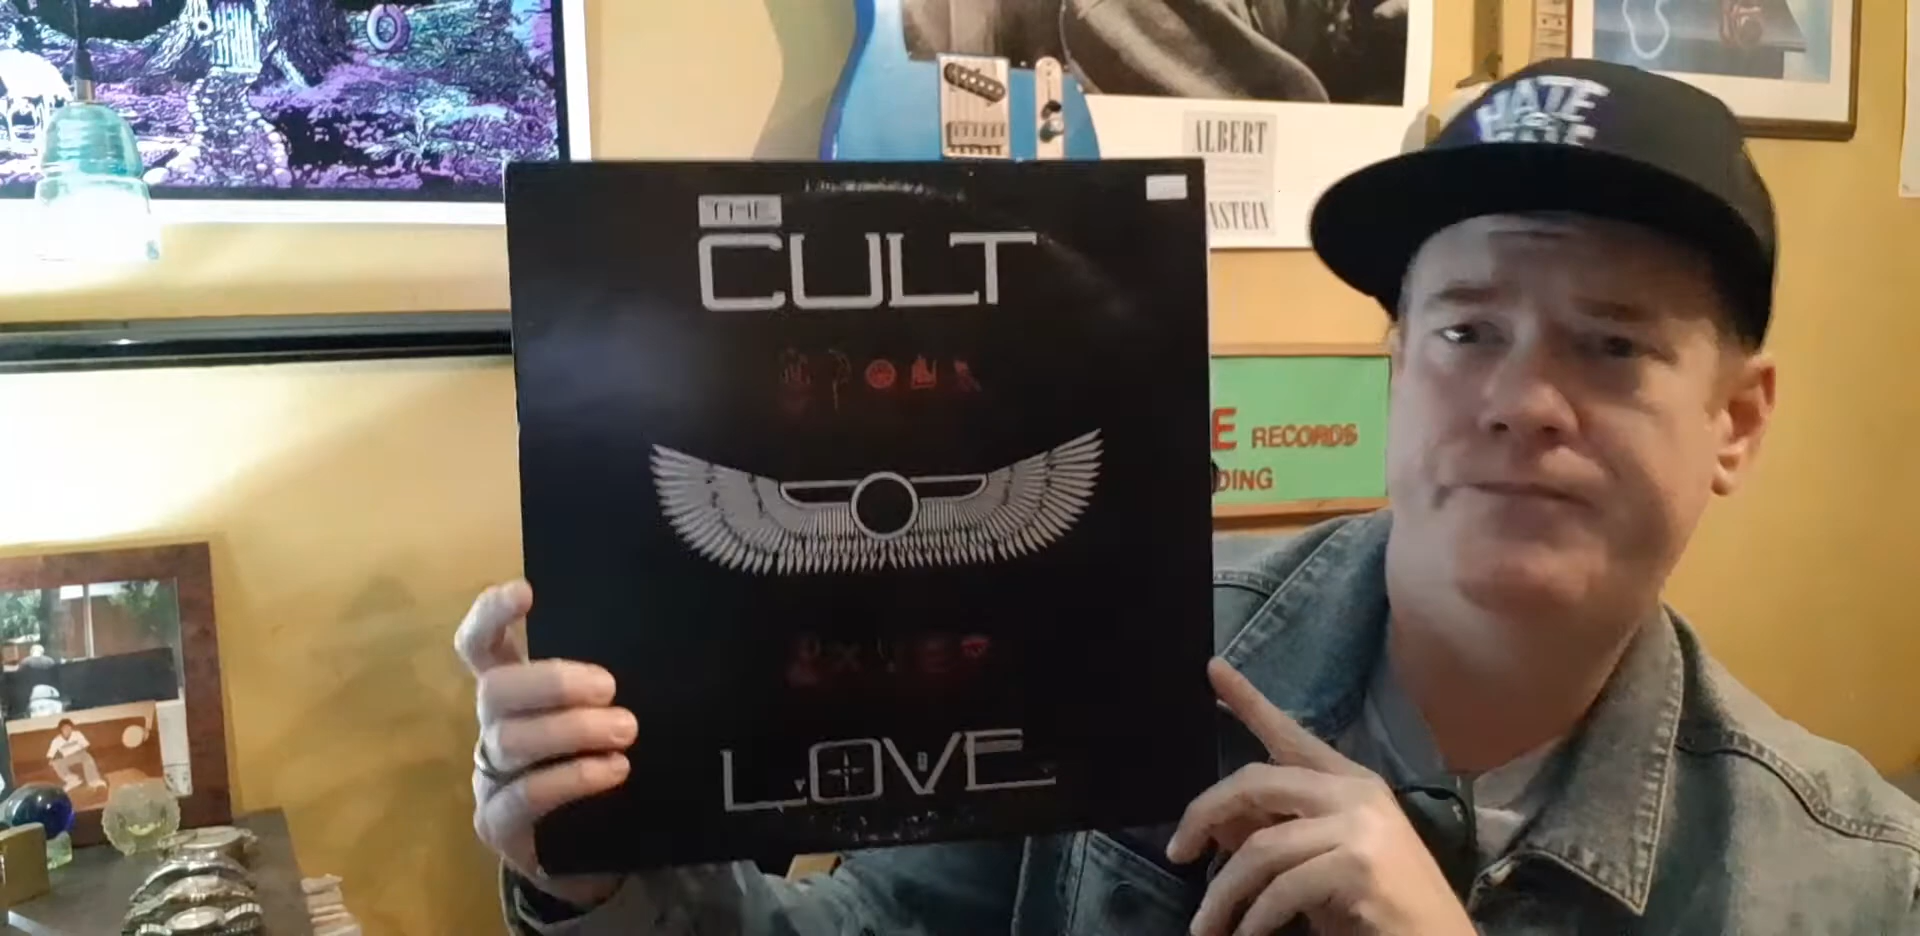 HATE
ALBERT
NSTEIN
THE
CULT
E RECORDS
DING
LOVE